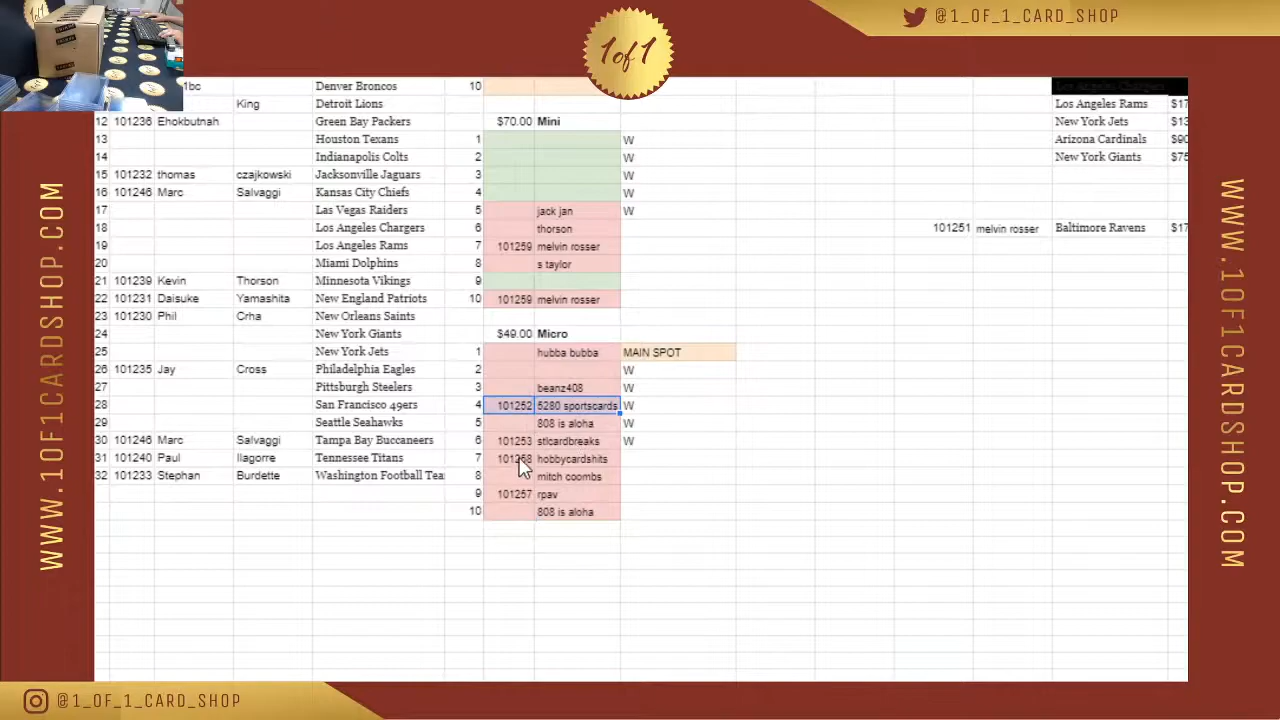 1of1
@1_OF_1_CARD_SHOP
WWW.1OF1CARDSHOP.COM
1bc Denver Broncos 10 Los Angeles Chargers
King Detroit Lions Los Angeles Rams $17
12 101236 Ehokbutnah Green Bay Packers $70.00 Mini New York Jets $13
13 Houston Texans 1 W Arizona Cardinals $90
14 Indianapolis Colts 2 W New York Giants $75
15 101232 thomas czajkowski Jacksonville Jaguars 3 W
16 101246 Marc Salvaggi Kansas City Chiefs 4 W
17 Las Vegas Raiders 5 jack jan W
18 Los Angeles Chargers 6 thorson 101251 melvin rosser Baltimore Ravens $17
19 Los Angeles Rams 7 101259 melvin rosser
20 Miami Dolphins 8 s taylor
21 101239 Kevin Thorson Minnesota Vikings 9
22 101231 Daisuke Yamashita New England Patriots 10 101259 melvin rosser
23 101230 Phil Crha New Orleans Saints
24 New York Giants $49.00 Micro
25 New York Jets 1 hubba bubba MAIN SPOT
26 101235 Jay Cross Philadelphia Eagles 2 W
27 Pittsburgh Steelers 3 beanz408 W
28 San Francisco 49ers 4 101252 5280 sportscards W
29 Seattle Seahawks 5 808 is aloha W
30 101246 Marc Salvaggi Tampa Bay Buccaneers 6 101253 stlcardbreaks W
31 101240 Paul Ilagorre Tennessee Titans 7 101258 hobbycardshits
32 101233 Stephan Burdette Washington Football Tea 8 mitch coombs
9 101257 rpav
10 808 is aloha
WWW.1OF1CARDSHOP.COM
@1_OF_1_CARD_SHOP